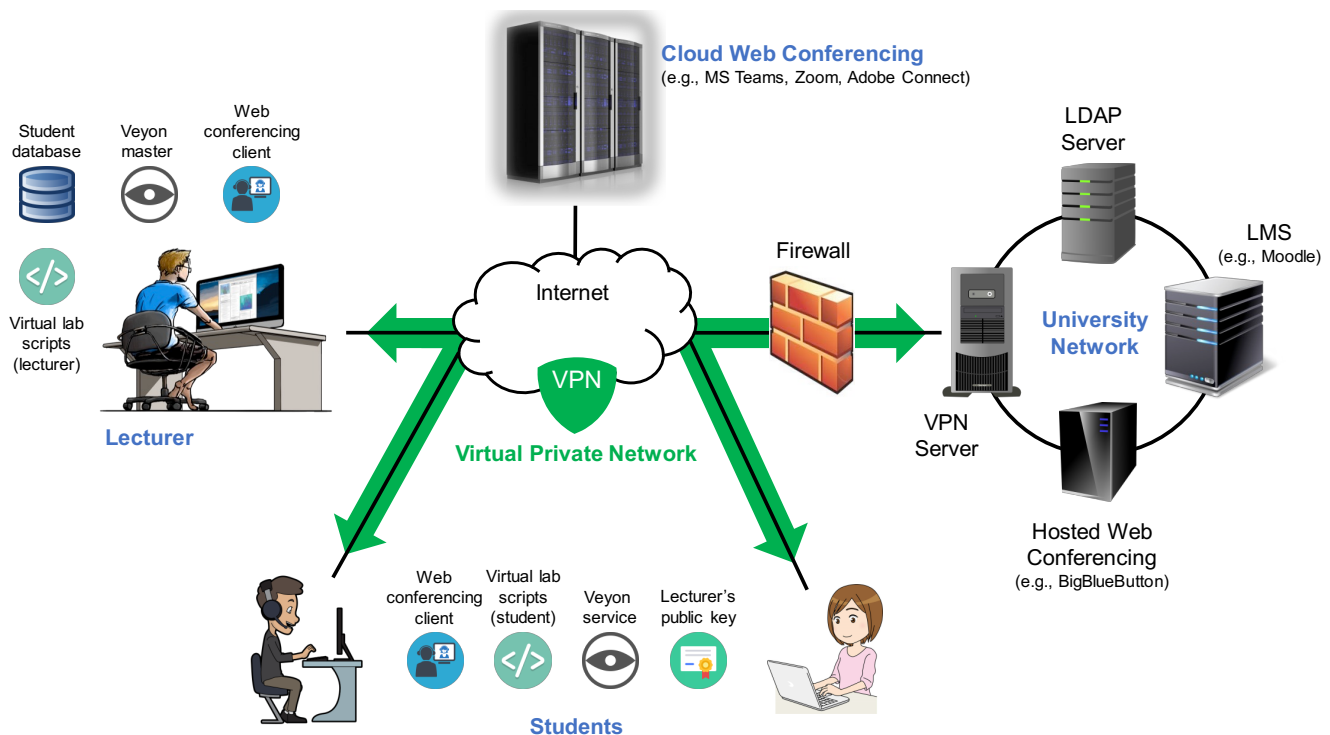 Cloud Web Conferencing
(e.g., MS Teams, Zoom, Adobe Connect)
Student
database
Veyon
master
Web
conferencing
client
</>
Virtual lab
scripts
(lecturer)
Lecturer
Internet
VPN
Virtual Private Network
Firewall
LDAP
Server
LMS
(e.g., Moodle)
University
Network
VPN
Server
Hosted Web
Conferencing
(e.g., BigBlueButton)
Web
conferencing
client
Virtual lab
scripts
(student)
</>
Veyon
service
Lecturer’s
public key
Students